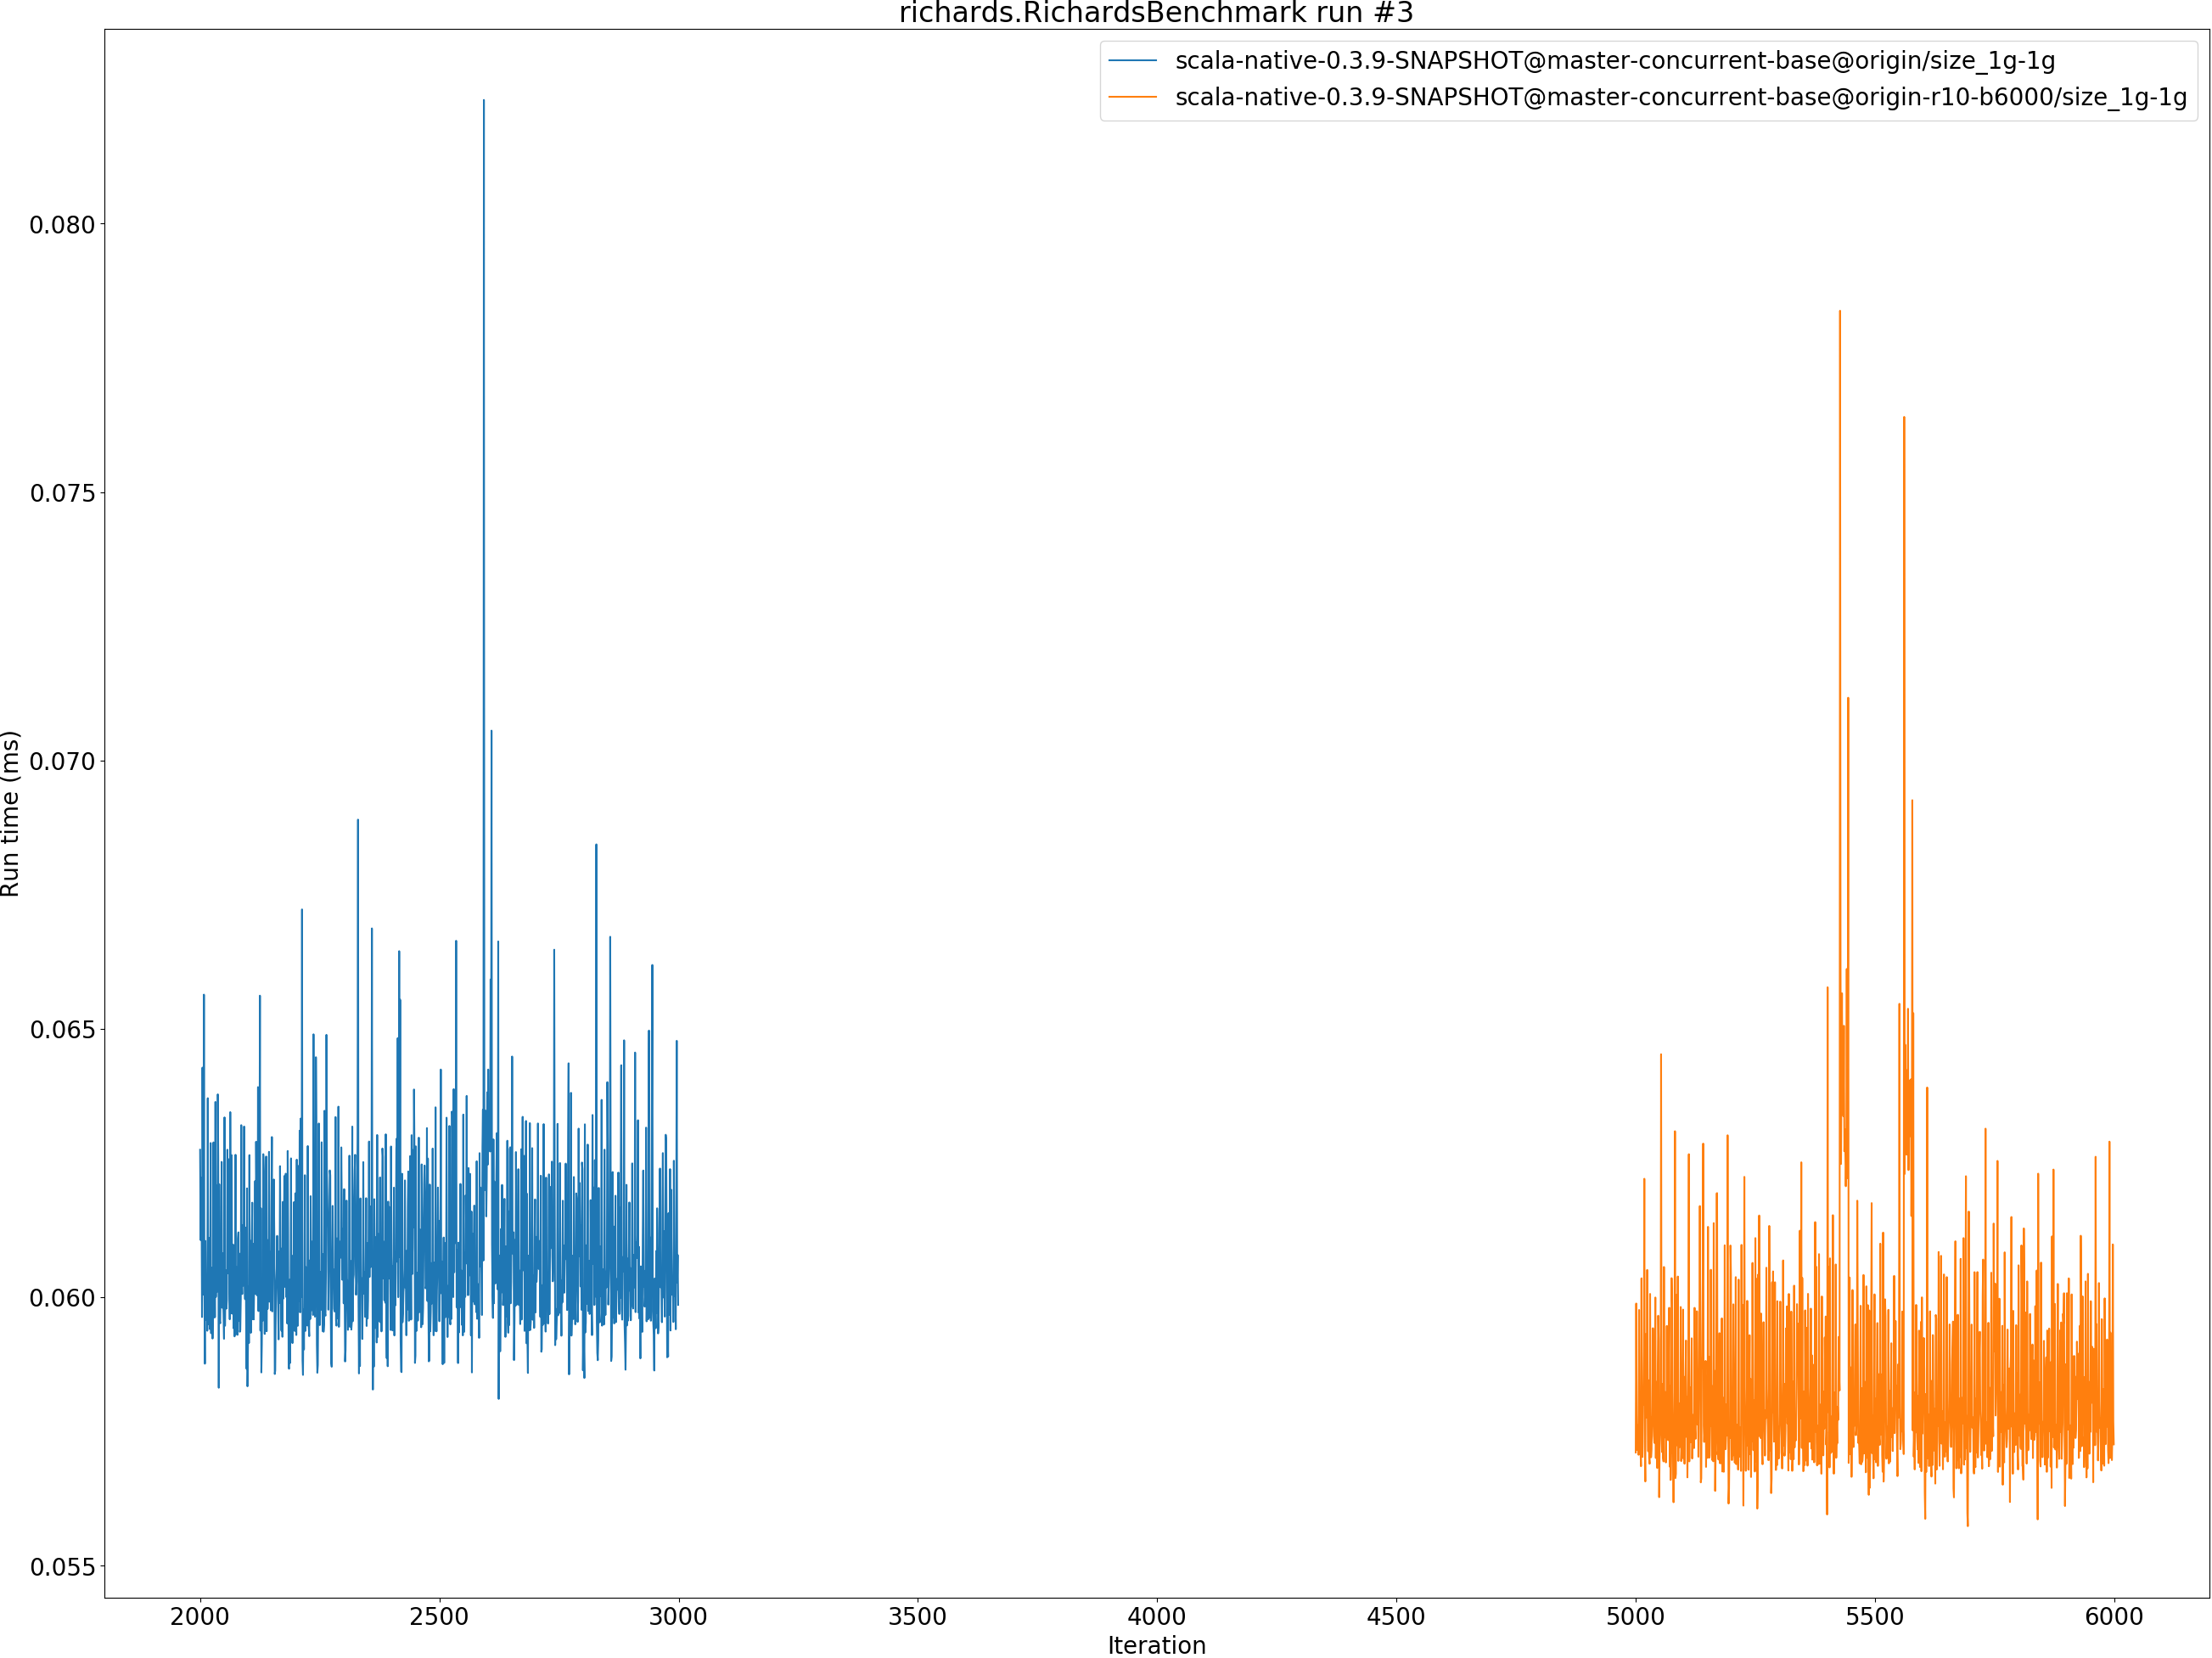 richards.RichardsBenchmark run #3
scala-native-0.3.9-SNAPSHOT@master-concurrent-base@origin/size_1g-1g
scala-native-0.3.9-SNAPSHOT@master-concurrent-base@origin-r10-b6000/size_1g-1g
Run time (ms)
0.080
0.075
0.070
0.065
0.060
0.055
2000 2500 3000 3500 4000 4500 5000 5500 6000
Iteration